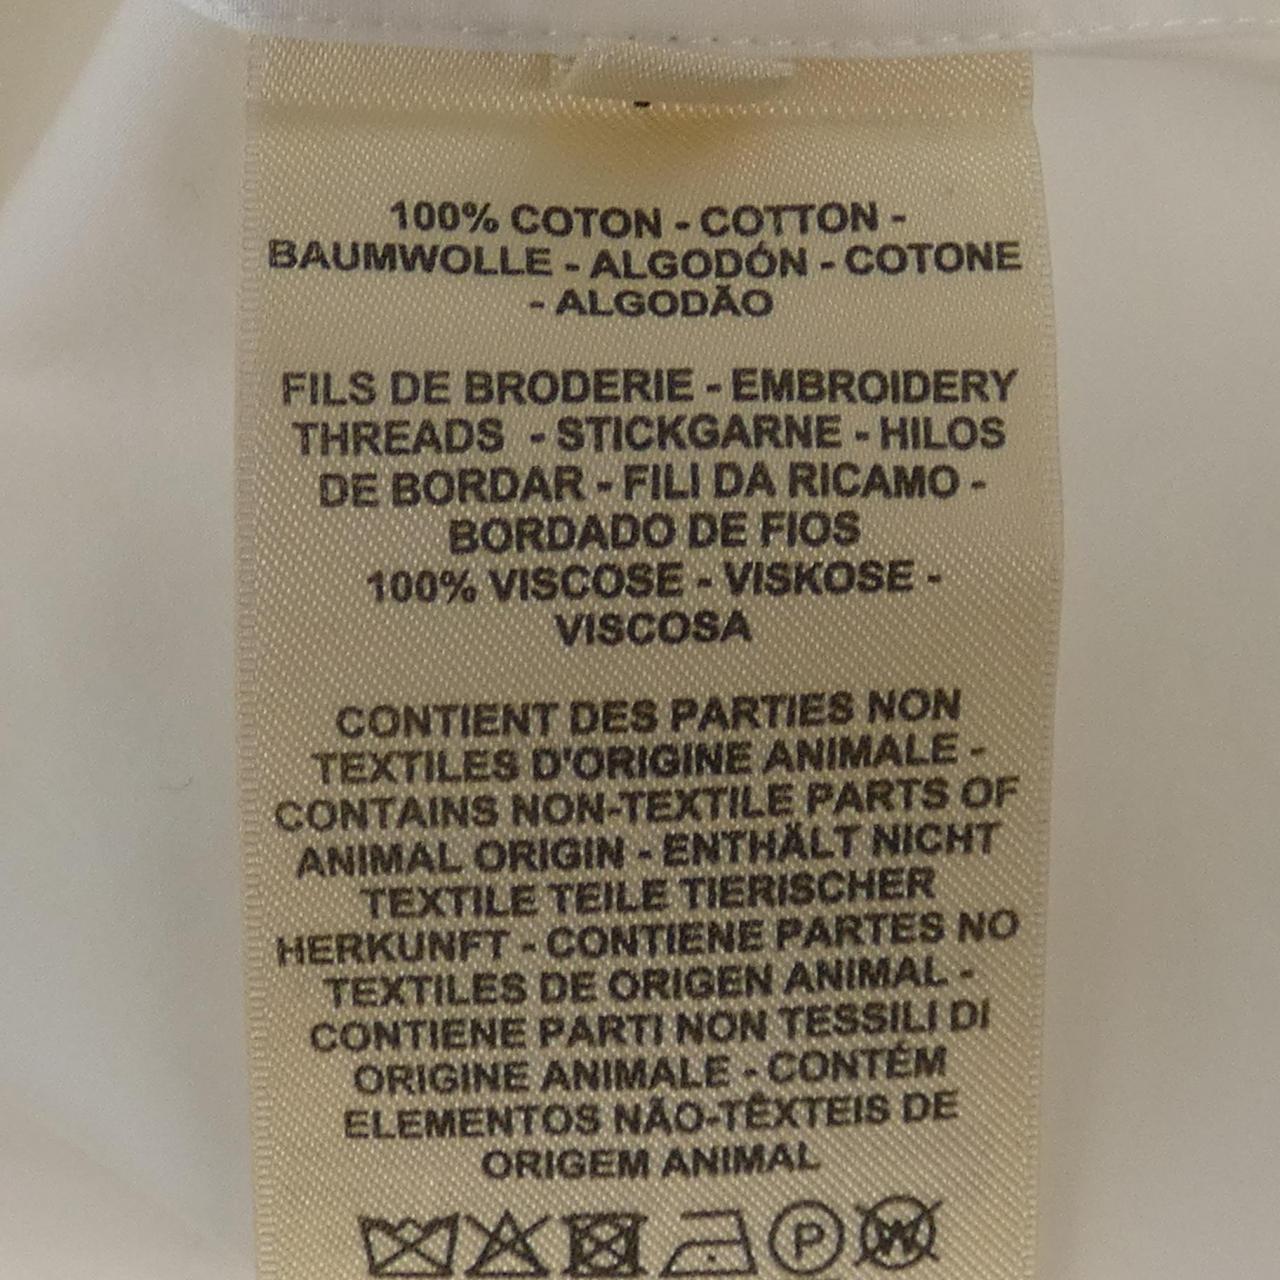 100% COTON - COTTON -
BAUMWOLLE - ALGODÓN - COTONE
- ALGODÃO
FILS DE BRODERIE - EMBROIDERY
THREADS - STICKGARNE - HILOS
DE BORDAR - FILI DA RICAMO -
BORDADO DE FIOS
100% VISCOSE - VISKOSE -
VISCOSA
CONTIENT DES PARTIES NON
TEXTILES D'ORIGINE ANIMALE -
CONTAINS NON-TEXTILE PARTS OF
ANIMAL ORIGIN - ENTHÄLT NICHT
TEXTILE TEILE TIERISCHER
HERKUNFT - CONTIENE PARTES NO
TEXTILES DE ORIGEN ANIMAL -
CONTIENE PARTI NON TESSILI DI
ORIGINE ANIMALE - CONTÉM
ELEMENTOS NÃO-TÊXTEIS DE
ORIGEM ANIMAL
P W